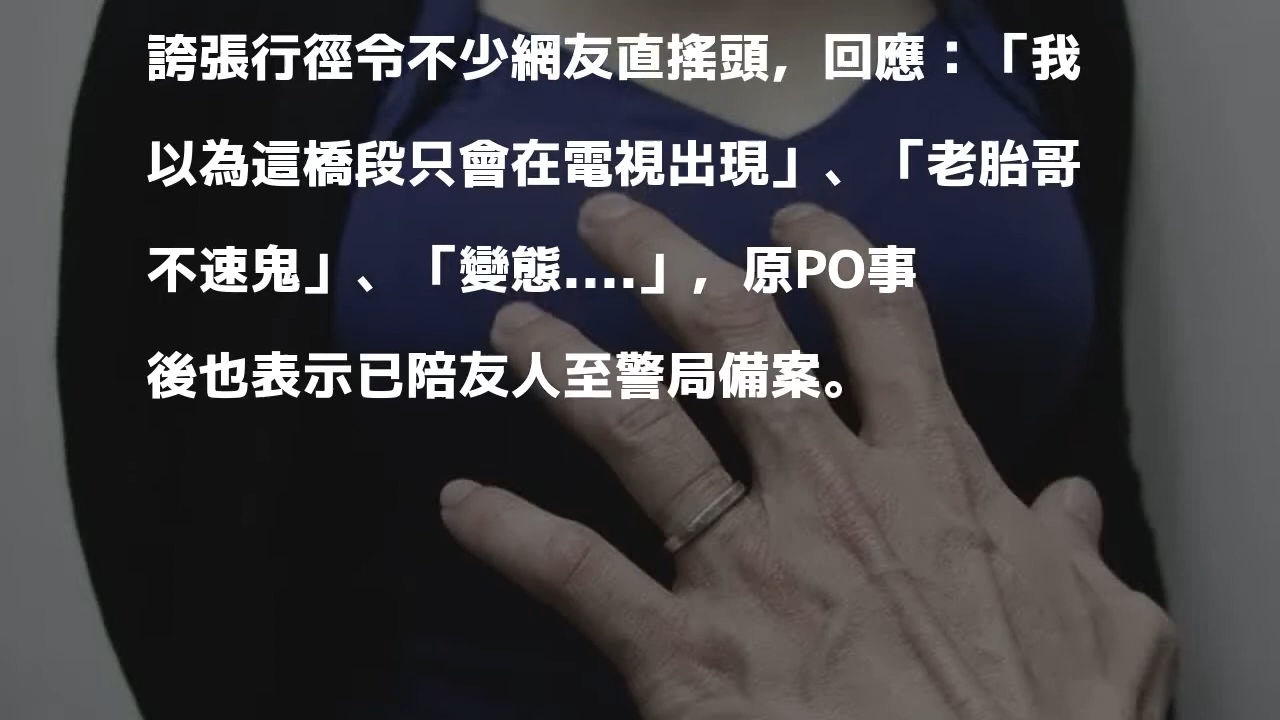 誇張行徑令不少網友直搖頭，回應：「我
以為這橋段只會在電視出現」、「老胎哥
不速鬼」、「變態....」，原PO事
後也表示已陪友人至警局備案。